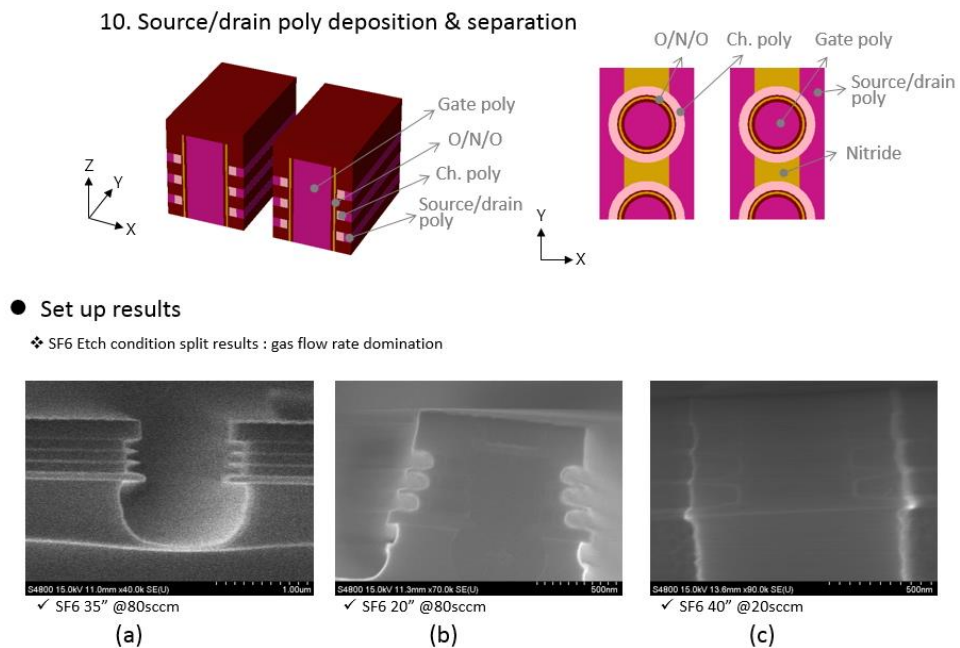 10. Source/drain poly deposition & separation
O/N/O
Ch. poly
Gate poly
Source/drain
poly
Nitride
Gate poly
O/N/O
Ch. poly
Source/drain
poly
Z
Y
X
Y
X
● Set up results
❖ SF6 Etch condition split results : gas flow rate domination
S4800 15.0kV 11.0mm x40.0k SE(U)
1.00um
S4800 15.0kV 11.3mm x70.0k SE(U)
500nm
S4800 15.0kV 13.6mm x90.0k SE(U)
500nm
✓ SF6 35” @80sccm
✓ SF6 20” @80sccm
✓ SF6 40” @20sccm
(a)
(b)
(c)